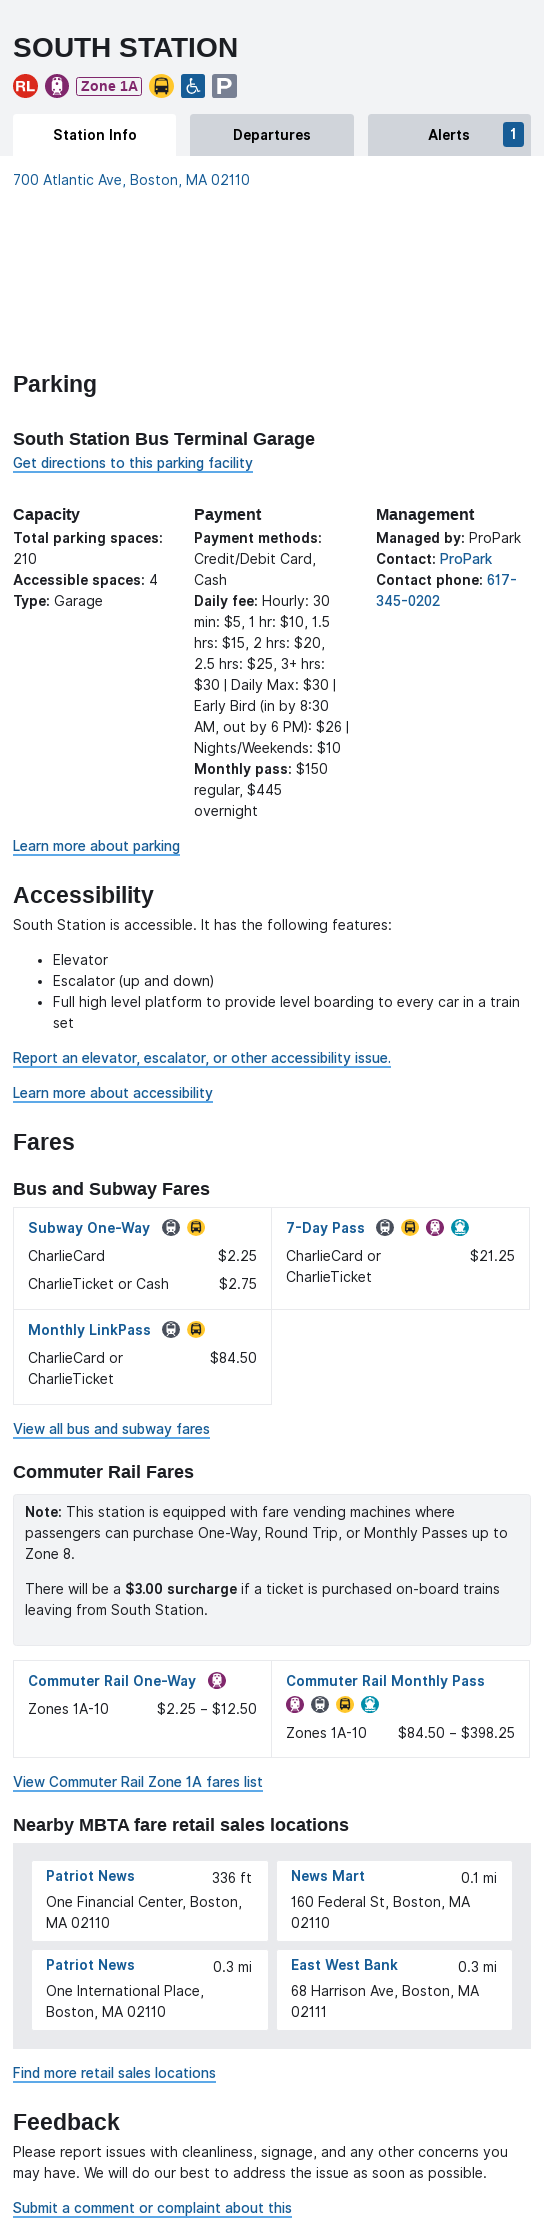 SOUTH STATION
RL Zone 1A P
Station Info Departures Alerts 1
700 Atlantic Ave, Boston, MA 02110
Parking
South Station Bus Terminal Garage
Get directions to this parking facility
Capacity
Total parking spaces:
210
Accessible spaces: 4
Type: Garage
Payment
Payment methods:
Credit/Debit Card,
Cash
Daily fee: Hourly: 30
min: $5, 1 hr: $10, 1.5
hrs: $15, 2 hrs: $20,
2.5 hrs: $25, 3+ hrs:
$30 | Daily Max: $30 |
Early Bird (in by 8:30
AM, out by 6 PM): $26 |
Nights/Weekends: $10
Monthly pass: $150
regular, $445
overnight
Management
Managed by: ProPark
Contact: ProPark
Contact phone: 617-
345-0202
Learn more about parking
Accessibility
South Station is accessible. It has the following features:
• Elevator
• Escalator (up and down)
• Full high level platform to provide level boarding to every car in a train
set
Report an elevator, escalator, or other accessibility issue.
Learn more about accessibility
Fares
Bus and Subway Fares
Subway One-Way
CharlieCard $2.25
CharlieTicket or Cash $2.75
7-Day Pass
CharlieCard or $21.25
CharlieTicket
Monthly LinkPass
CharlieCard or $84.50
CharlieTicket
View all bus and subway fares
Commuter Rail Fares
Note: This station is equipped with fare vending machines where
passengers can purchase One-Way, Round Trip, or Monthly Passes up to
Zone 8.
There will be a $3.00 surcharge if a ticket is purchased on-board trains
leaving from South Station.
Commuter Rail One-Way
Zones 1A-10 $2.25 – $12.50
Commuter Rail Monthly Pass
Zones 1A-10 $84.50 – $398.25
View Commuter Rail Zone 1A fares list
Nearby MBTA fare retail sales locations
Patriot News 336 ft
One Financial Center, Boston,
MA 02110
News Mart 0.1 mi
160 Federal St, Boston, MA
02110
Patriot News 0.3 mi
One International Place,
Boston, MA 02110
East West Bank 0.3 mi
68 Harrison Ave, Boston, MA
02111
Find more retail sales locations
Feedback
Please report issues with cleanliness, signage, and any other concerns you
may have. We will do our best to address the issue as soon as possible.
Submit a comment or complaint about this